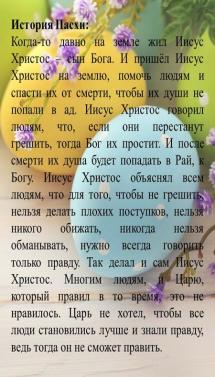 История Пасхи:
Когда-то давно на земле жил Иисус
Христос – сын Бога. И пришёл Иисус
Христос на землю, помочь людям и
спасти их от смерти, чтобы их души не
попали в ад. Иисус Христос говорил
людям, что, если они перестанут
грешить, тогда Бог их простит. И после
смерти их душа будет попадать в Рай, к
Богу. Иисус Христос объяснял всем
людям, что для того, чтобы не грешить,
нельзя делать плохих поступков, нельзя
никого обижать, никогда нельзя
обманывать, нужно всегда говорить
только правду. Так делал и сам Иисус
Христос. Многим людям, и Царю,
который правил в то время, это не
нравилось. Царь не хотел, чтобы все
люди становились лучше и знали правду,
ведь тогда он не сможет править.